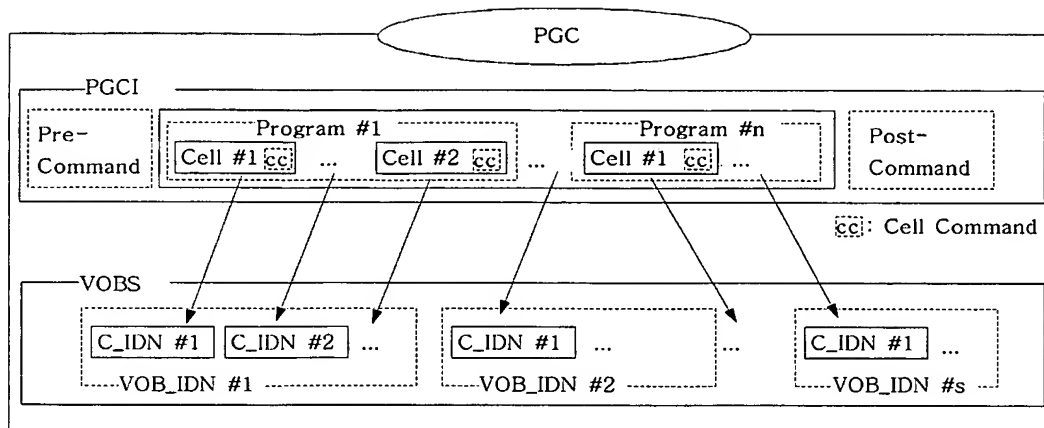 PGC
PGCI
Pre-
Command
Program #1
Cell #1 cc ... Cell #2 cc ...
Program #n
Cell #1 cc ...
Post-
Command
cc: Cell Command
VOBS
C_IDN #1 C_IDN #2 ...
VOB_IDN #1
C_IDN #1 ...
VOB_IDN #2
...
C_IDN #1 ...
VOB_IDN #s